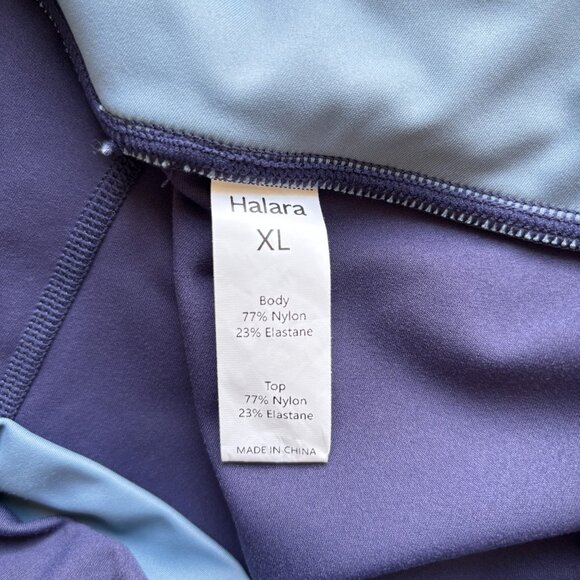 Halara
XL
Body
77% Nylon
23% Elastane
Top
77% Nylon
23% Elastane
MADE IN CHINA